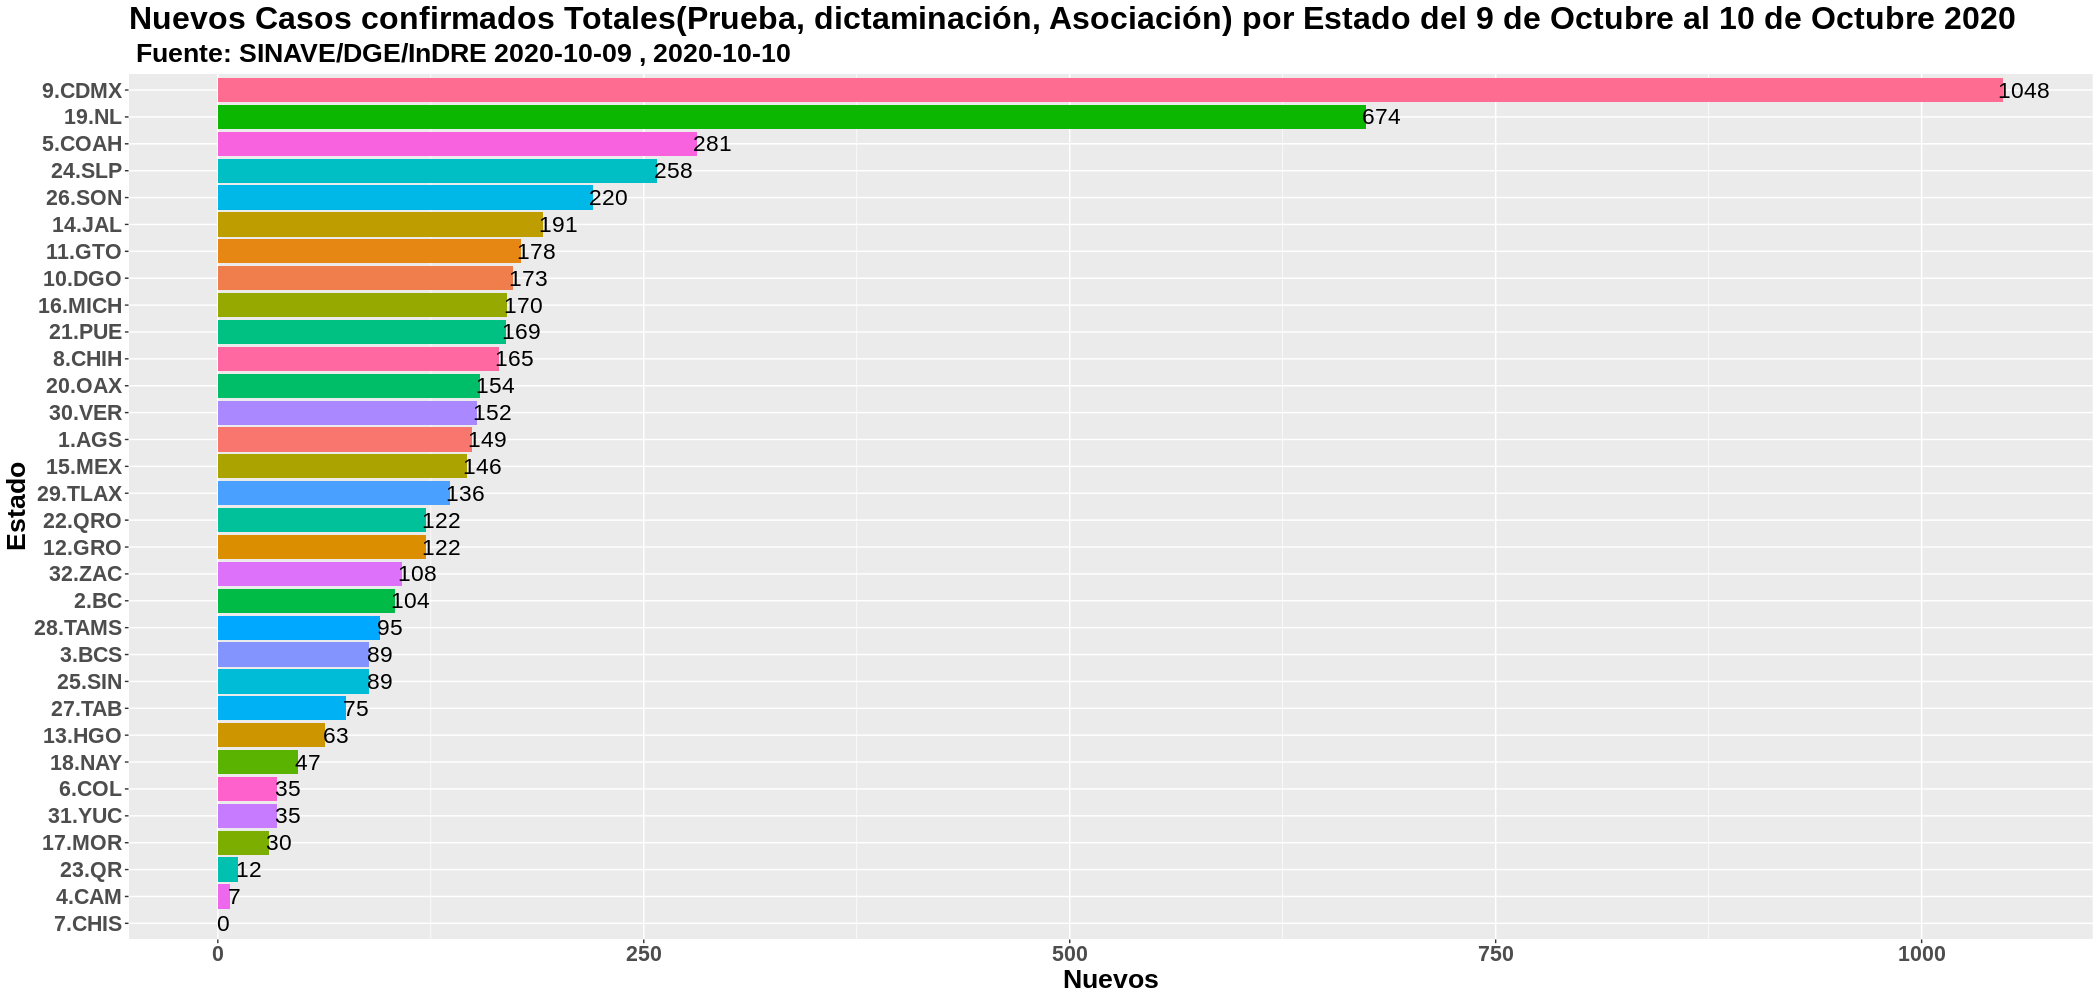 Nuevos Casos confirmados Totales(Prueba, dictaminación, Asociación) por Estado del 9 de Octubre al 10 de Octubre 2020
Fuente: SINAVE/DGE/InDRE 2020-10-09 , 2020-10-10
9.CDMX 1048
19.NL 674
5.COAH 281
24.SLP 258
26.SON 220
14.JAL 191
11.GTO 178
10.DGO 173
16.MICH 170
21.PUE 169
8.CHIH 165
20.OAX 154
30.VER 152
1.AGS 149
15.MEX 146
29.TLAX 136
22.QRO 122
12.GRO 122
32.ZAC 108
2.BC 104
28.TAMS 95
3.BCS 89
25.SIN 89
27.TAB 75
13.HGO 63
18.NAY 47
6.COL 35
31.YUC 35
17.MOR 30
23.QR 12
4.CAM 7
7.CHIS 0
Estado
0 250 500 750 1000
Nuevos